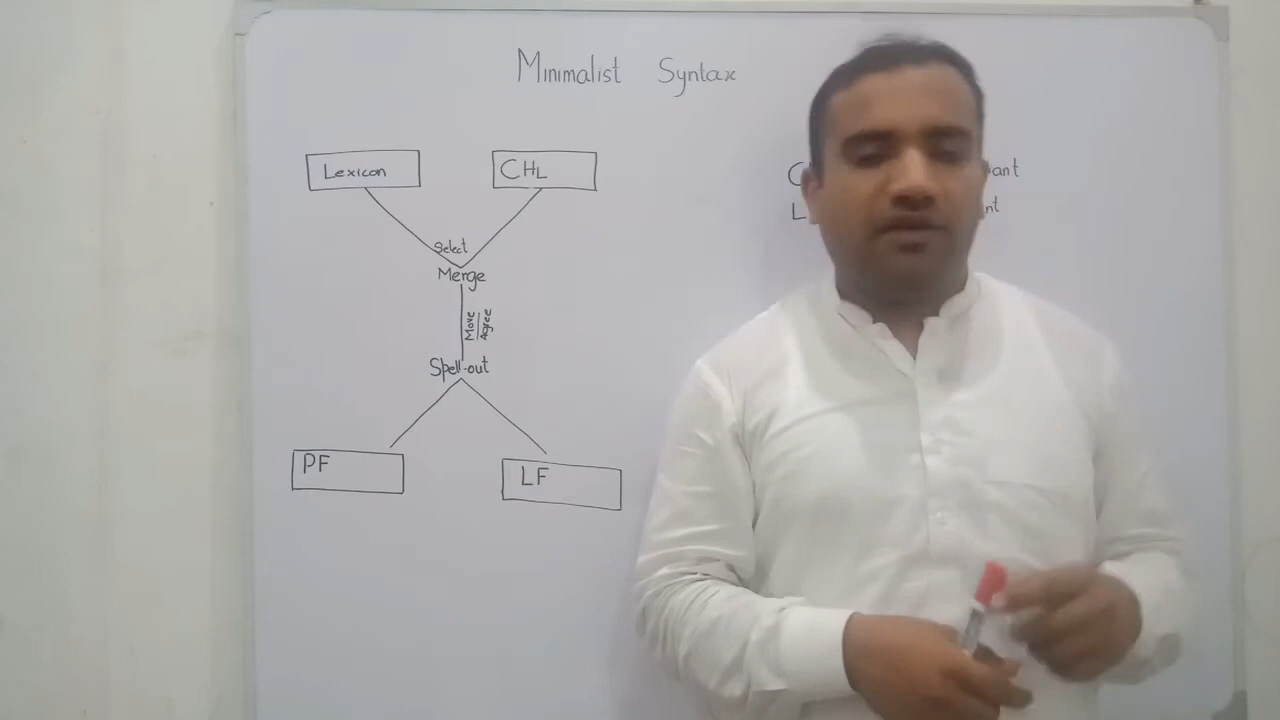 Minimalist Syntax
Lexicon
CHL
Select
Merge
Move
Agree
Spell-out
PF
LF